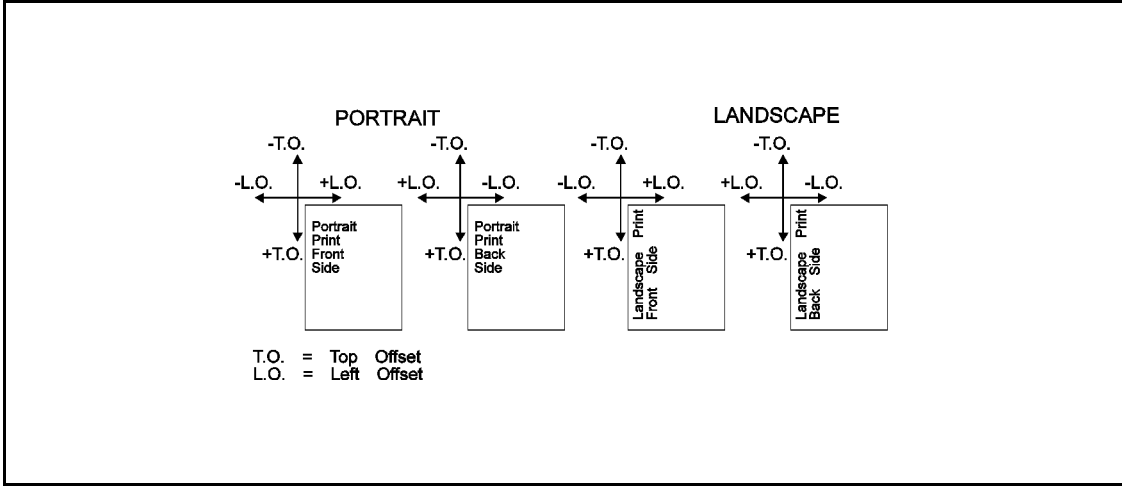 PORTRAIT
LANDSCAPE
-T.O.
-L.O. +L.O.
+T.O.
Portrait
Print
Front
Side
-T.O.
+L.O. -L.O.
+T.O.
Portrait
Print
Back
Side
-T.O.
-L.O. +L.O.
+T.O.
Landscape Print
Front Side
-T.O.
+L.O. -L.O.
+T.O.
Landscape Print
Back Side
T.O. = Top Offset
L.O. = Left Offset